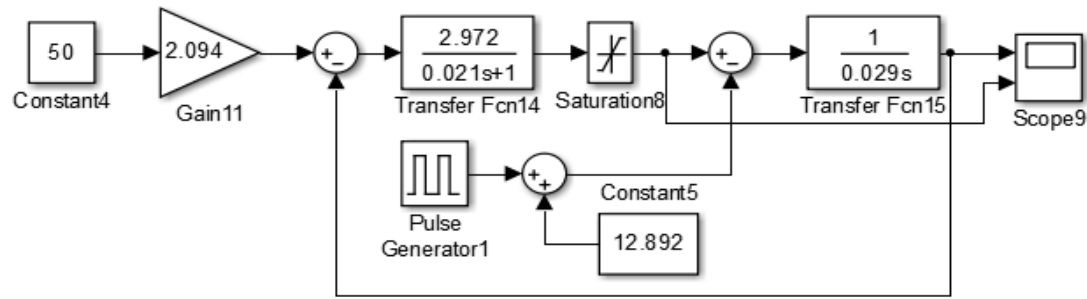 50
Constant4
2.094
Gain11
2.972
0.021s+1
Transfer Fcn14
Saturation8
1
0.029s
Transfer Fcn15
Scope9
Pulse
Generator1
Constant5
12.892